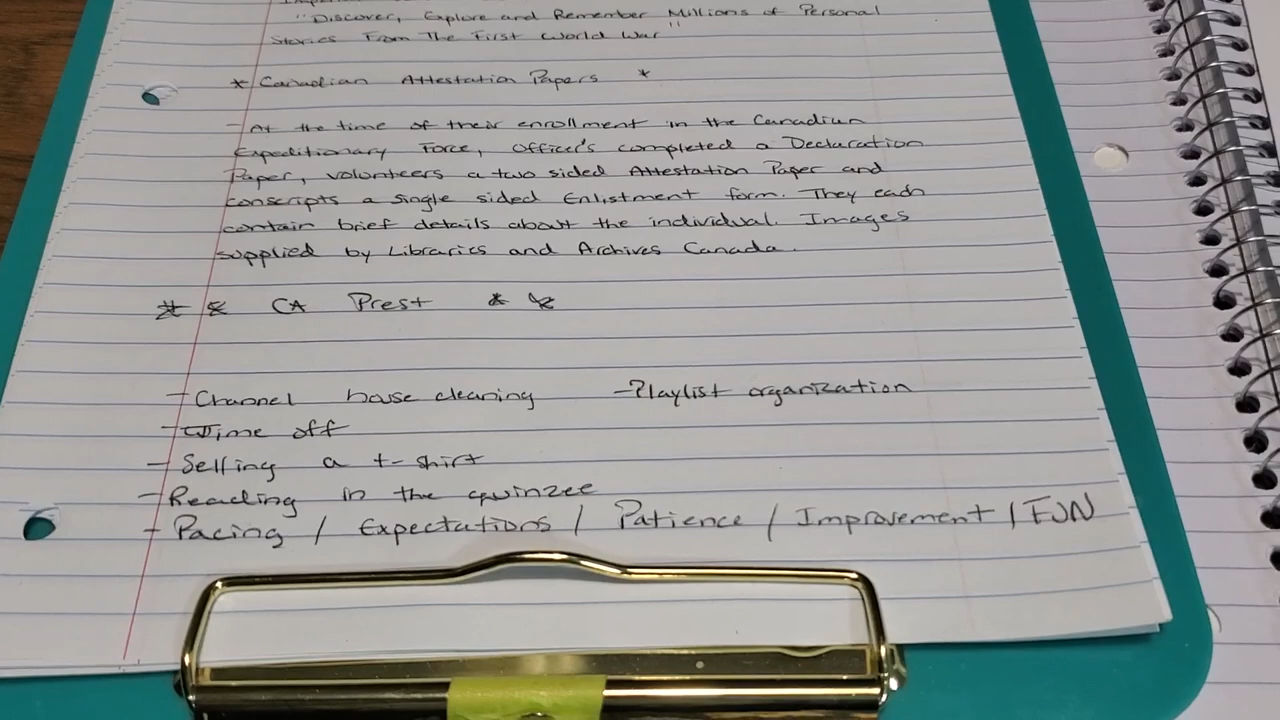 "Discover, Explore and Remember Millions of Personal
Stories From The First World War"
* Canadian Attestation Papers *
- At the time of their enrollment in the Canadian
Expeditionary Force, Officer's completed a Declaration
Paper, volunteers a two sided Attestation Paper and
conscripts a single sided Enlistment form. They each
contain brief details about the individual. Images
supplied by Libraries and Archives Canada.
* * CA Prest * *
- Channel house cleaning - Playlist organization
- Time off
- Selling a t-shirt
- Reading in the quinzee
- Pacing / Expectations / Patience / Improvement / FUN